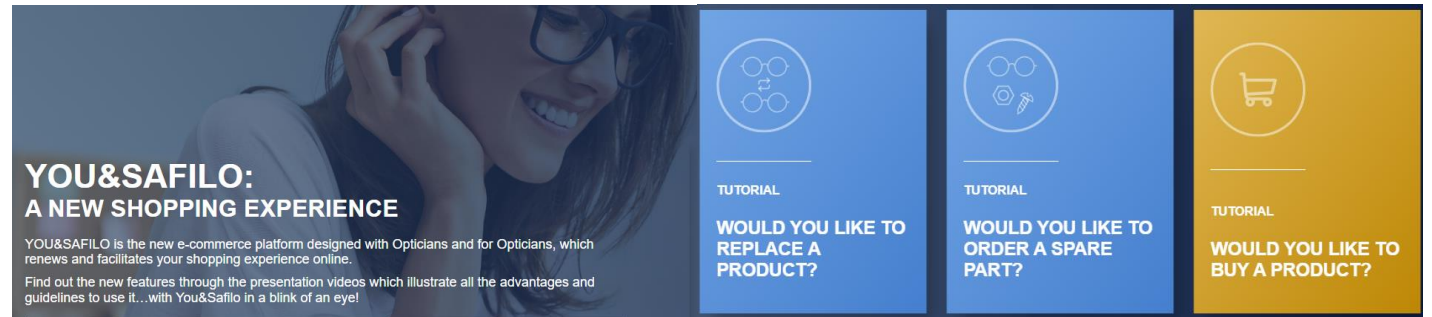 YOU&SAFILO:
A NEW SHOPPING EXPERIENCE
YOU&SAFILO is the new e-commerce platform designed with Opticians and for Opticians, which
renews and facilitates your shopping experience online.
Find out the new features through the presentation videos which illustrate all the advantages and
guidelines to use it…with You&Safilo in a blink of an eye!
TUTORIAL
WOULD YOU LIKE TO
REPLACE A
PRODUCT?
TUTORIAL
WOULD YOU LIKE TO
ORDER A SPARE
PART?
TUTORIAL
WOULD YOU LIKE TO
BUY A PRODUCT?